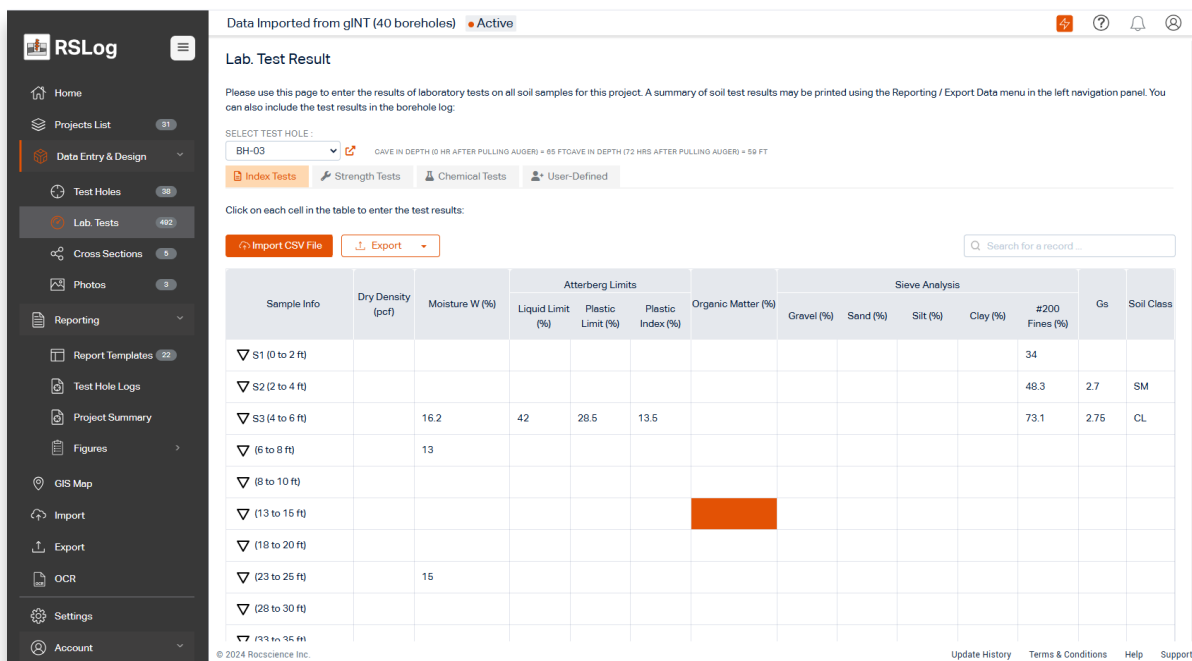 RSLog
Home
Projects List 31
Data Entry & Design
Test Holes 38
Lab. Tests 492
Cross Sections 5
Photos 3
Reporting
Report Templates 22
Test Hole Logs
Project Summary
Figures
GIS Map
Import
Export
OCR
Settings
Account
Data Imported from gINT (40 boreholes) Active
Lab. Test Result
Please use this page to enter the results of laboratory tests on all soil samples for this project. A summary of soil test results may be printed using the Reporting / Export Data menu in the left navigation panel. You
can also include the test results in the borehole log:
SELECT TEST HOLE :
BH-03 CAVE IN DEPTH (0 HR AFTER PULLING AUGER) = 65 FTCAVE IN DEPTH (72 HRS AFTER PULLING AUGER) = 59 FT
Index Tests Strength Tests Chemical Tests User-Defined
Click on each cell in the table to enter the test results:
Import CSV File Export Search for a record ...
Atterberg Limits Sieve Analysis
Sample Info Dry Density (pcf) Moisture W (%) Liquid Limit (%) Plastic Limit (%) Plastic Index (%) Organic Matter (%) Gravel (%) Sand (%) Silt (%) Clay (%) #200 Fines (%) Gs Soil Class
S1 (0 to 2 ft) 34
S2 (2 to 4 ft) 48.3 2.7 SM
S3 (4 to 6 ft) 16.2 42 28.5 13.5 73.1 2.75 CL
(6 to 8 ft) 13
(8 to 10 ft)
(13 to 15 ft)
(18 to 20 ft)
(23 to 25 ft) 15
(28 to 30 ft)
(33 to 35 ft)
© 2024 Rocscience Inc. Update History Terms & Conditions Help Support